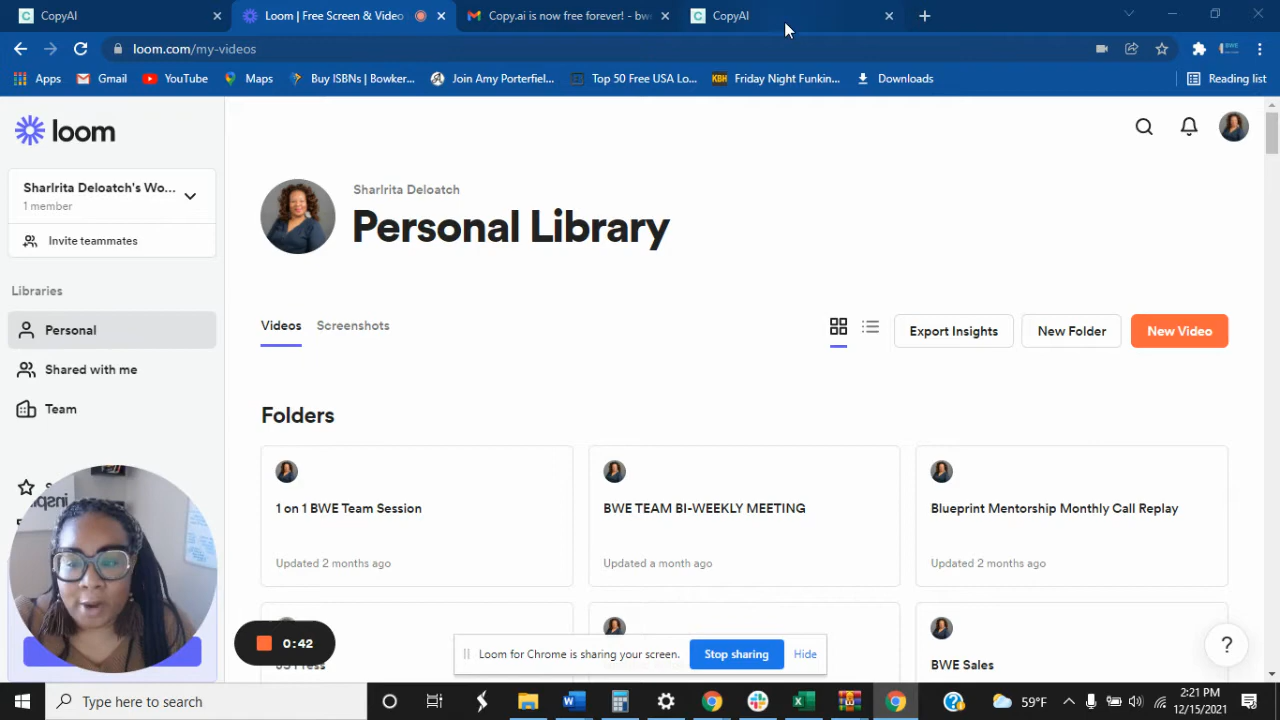 CopyAI
Loom | Free Screen & Video
Copy.ai is now free forever! - bwe
CopyAI
loom.com/my-videos
Apps
Gmail
YouTube
Maps
Buy ISBNs | Bowker...
Join Amy Porterfiel...
Top 50 Free USA Lo...
KBH
Friday Night Funkin...
Downloads
Reading list
loom
Sharlrita Deloatch's Wo...
1 member
Invite teammates
Libraries
Personal
Shared with me
Team
Sharlrita Deloatch
Personal Library
Videos
Screenshots
Export Insights
New Folder
New Video
Folders
1 on 1 BWE Team Session
Updated 2 months ago
BWE TEAM BI-WEEKLY MEETING
Updated a month ago
Blueprint Mentorship Monthly Call Replay
Updated 2 months ago
Press
BWE Sales
0:42
Loom for Chrome is sharing your screen.
Stop sharing
Hide
?
Type here to search
59°F
2:21 PM
12/15/2021